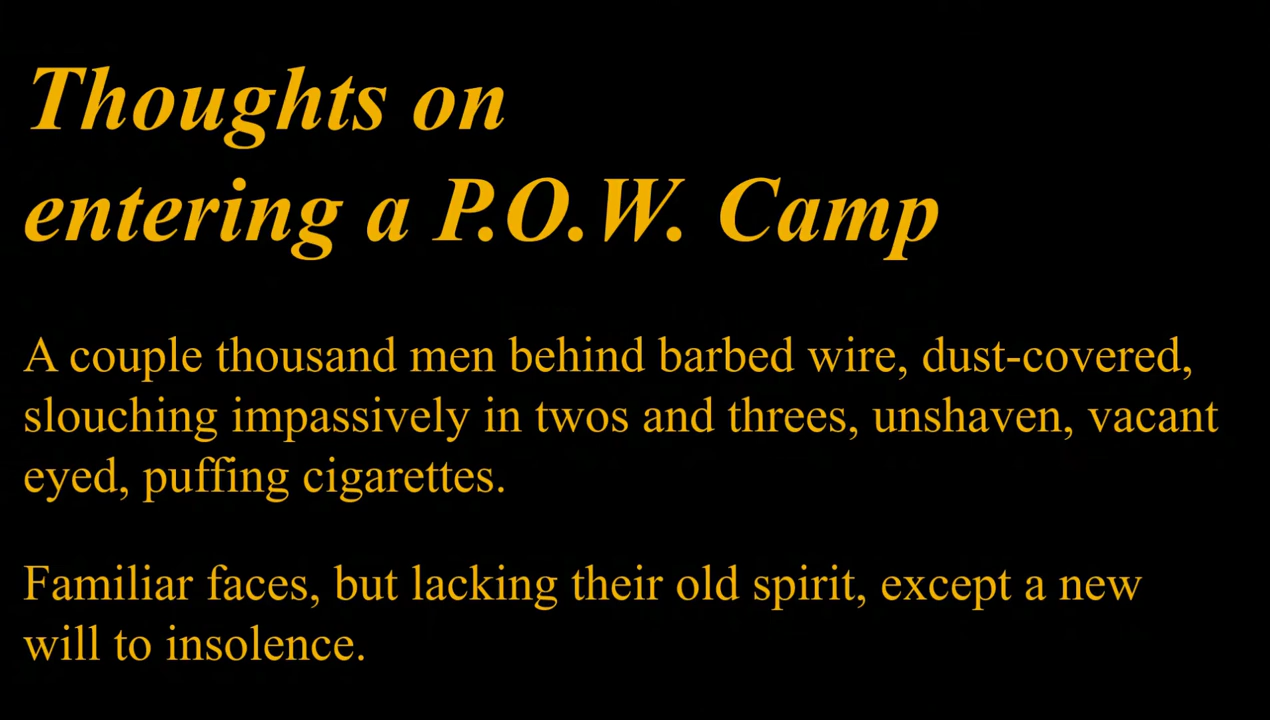 Thoughts on
entering a P.O.W. Camp
A couple thousand men behind barbed wire, dust-covered,
slouching impassively in twos and threes, unshaven, vacant
eyed, puffing cigarettes.
Familiar faces, but lacking their old spirit, except a new
will to insolence.